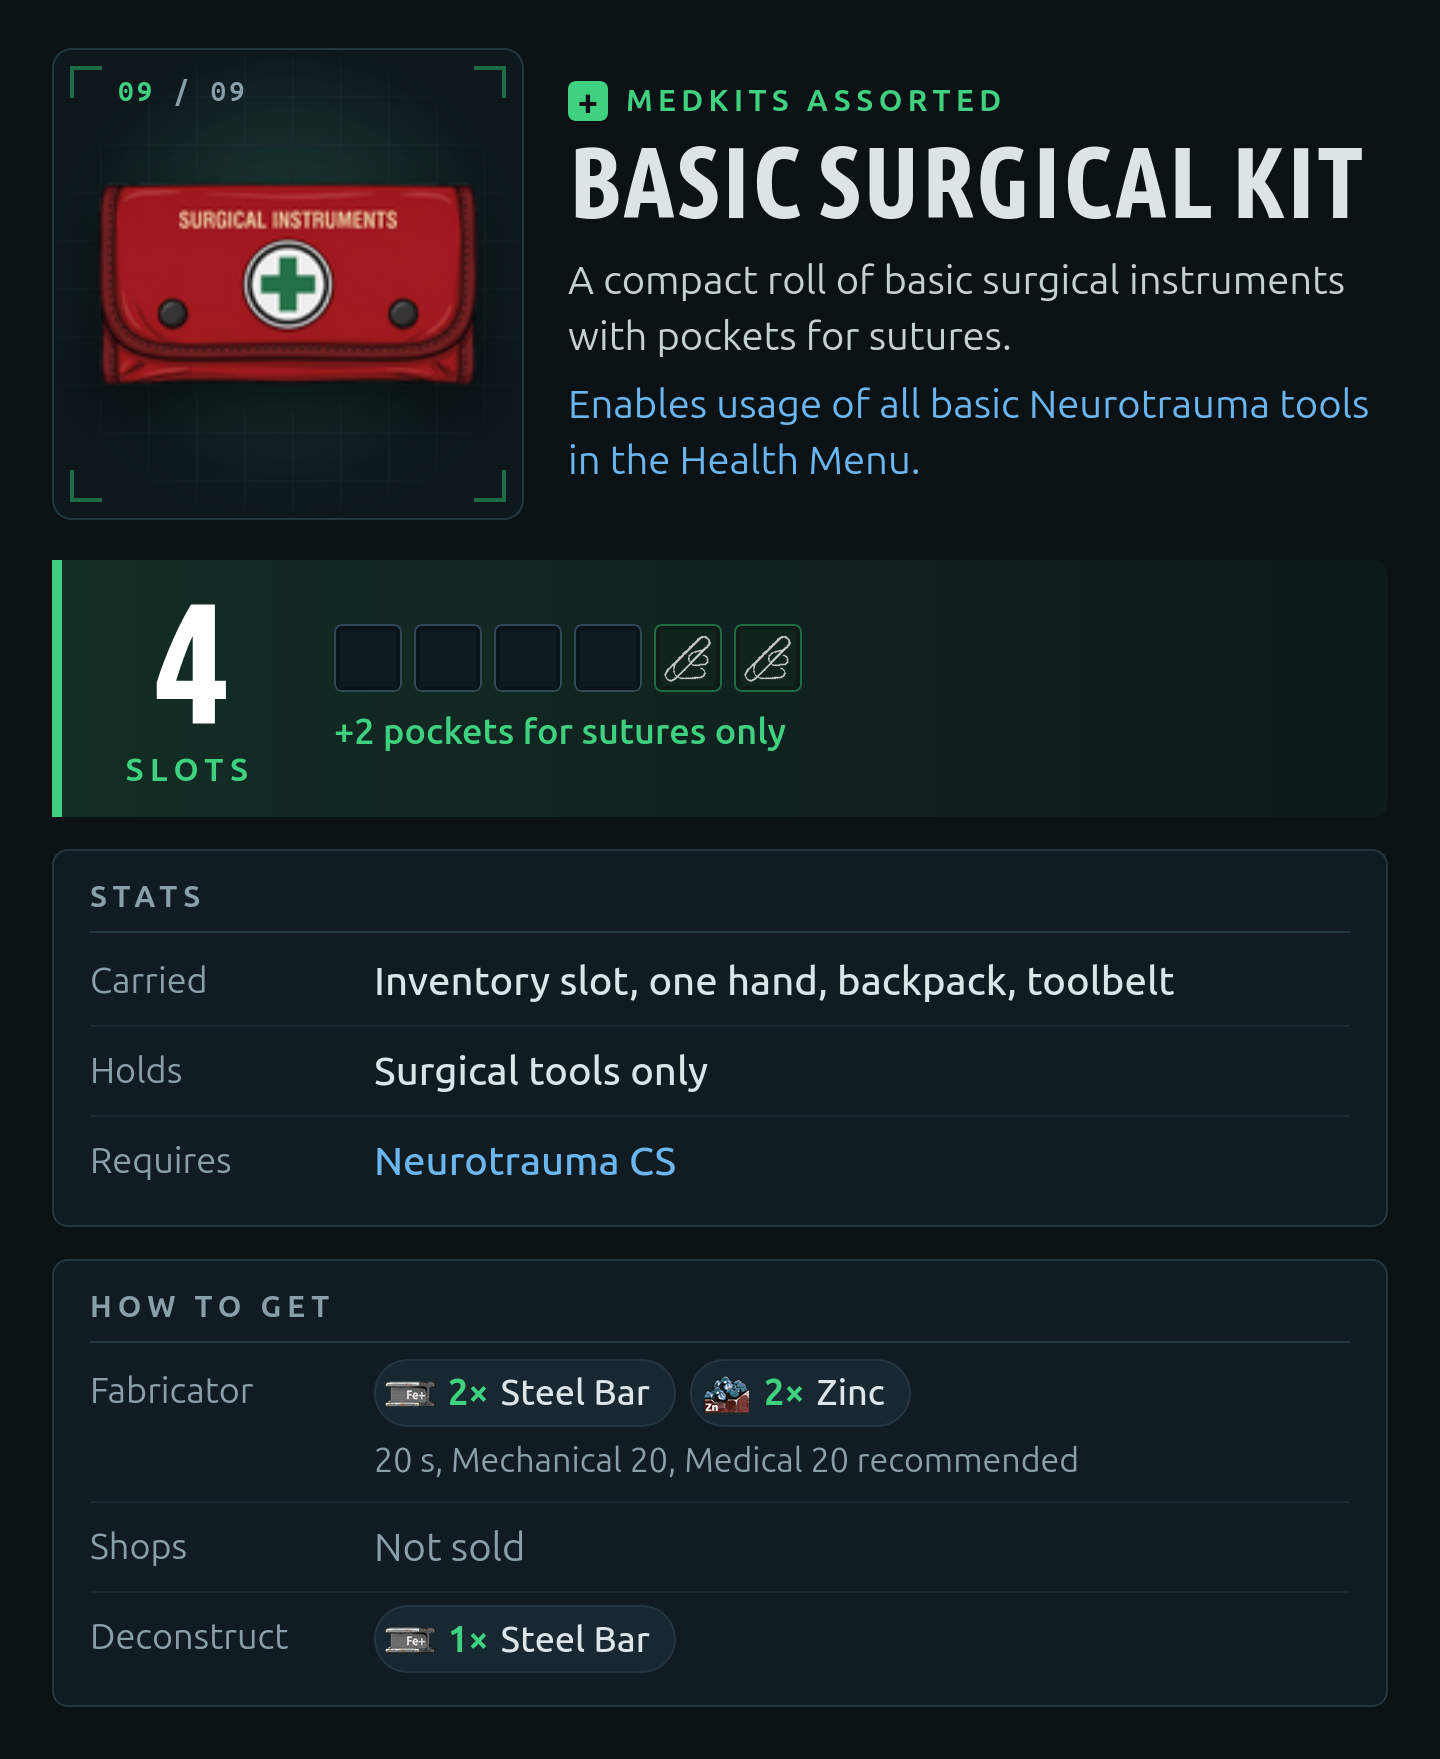 09 / 09
SURGICAL INSTRUMENTS
+ MEDKITS ASSORTED
BASIC SURGICAL KIT
A compact roll of basic surgical instruments
with pockets for sutures.
Enables usage of all basic Neurotrauma tools
in the Health Menu.
4
SLOTS
+2 pockets for sutures only
STATS
Carried Inventory slot, one hand, backpack, toolbelt
Holds Surgical tools only
Requires Neurotrauma CS
HOW TO GET
Fabricator Fe+ 2× Steel Bar Zn 2× Zinc
20 s, Mechanical 20, Medical 20 recommended
Shops Not sold
Deconstruct Fe+ 1× Steel Bar